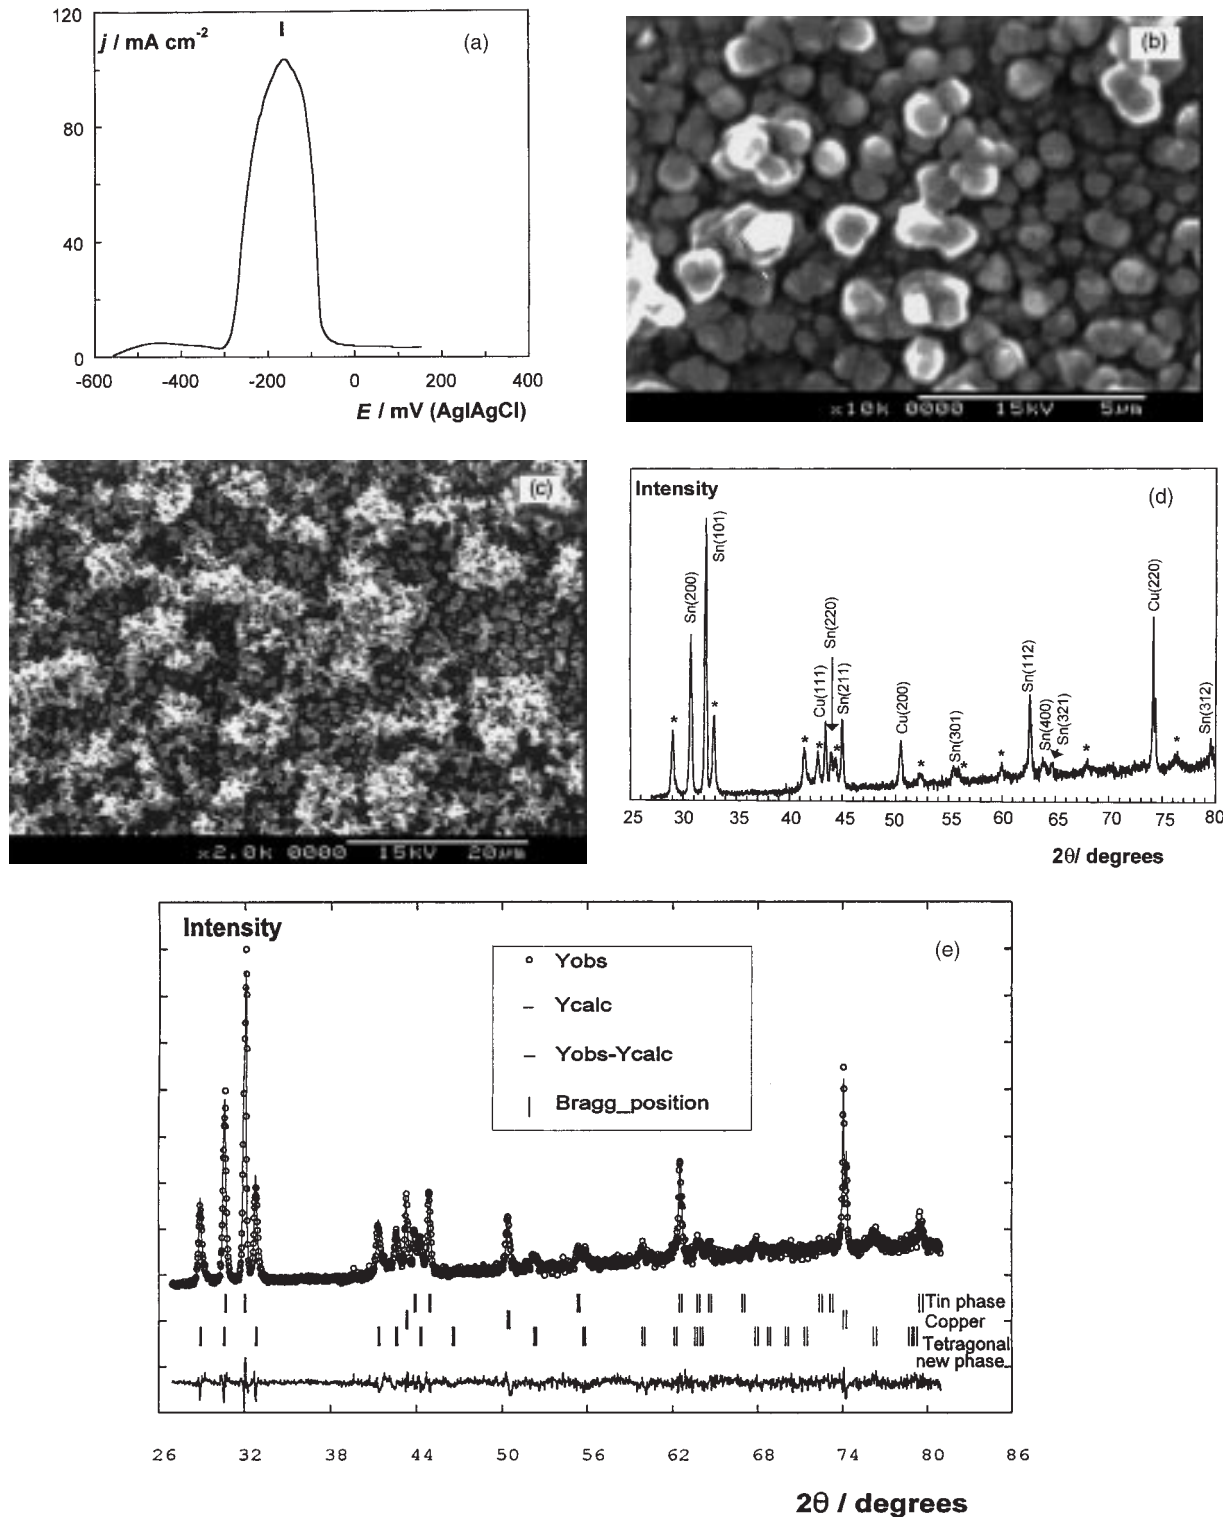 j / mA cm-2
(a)
120
80
40
0
-600 -400 -200 0 200 400
E / mV (Ag|AgCl)
(b)
x10k 0000 15kV 5µm
(c)
x2.0k 0000 15kV 20µm
Intensity
(d)
* Sn(200) Sn(101) * * * Cu(111) Sn(220) * Sn(211) Cu(200) * Sn(301) * * Sn(112) Sn(400) Sn(321) * Cu(220) * Sn(312)
25 30 35 40 45 50 55 60 65 70 75 80
2θ/ degrees
Intensity
(e)
Yobs
Ycalc
Yobs-Ycalc
Bragg_position
Tin phase
Copper
Tetragonal
new phase
26 32 38 44 50 56 62 68 74 80 86
2θ / degrees